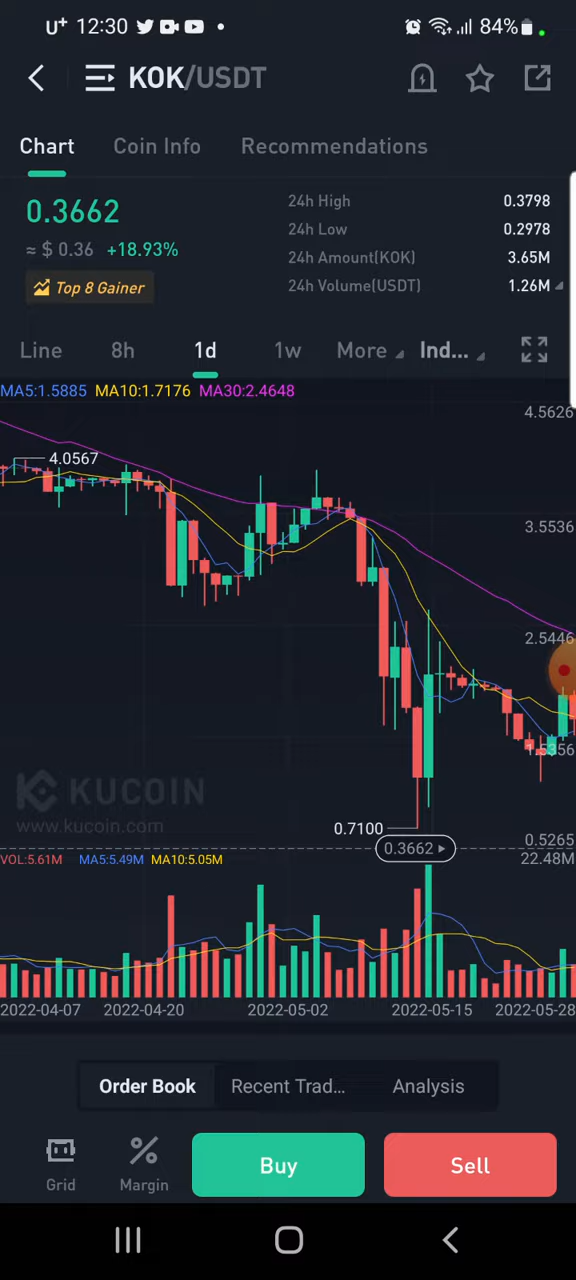 U+ 12:30 84%
KOK/USDT
Chart Coin Info Recommendations
0.3662
≈ $ 0.36 +18.93%
Top 8 Gainer
24h High 0.3798
24h Low 0.2978
24h Amount(KOK) 3.65M
24h Volume(USDT) 1.26M
Line 8h 1d 1w More Ind...
MA5:1.5885 MA10:1.7176 MA30:2.4648
4.5626
4.0567
3.5536
2.5446
1.5356
KUCOIN
www.kucoin.com
0.7100
0.3662
0.5265
VOL:5.61M MA5:5.49M MA10:5.05M 22.48M
2022-04-07 2022-04-20 2022-05-02 2022-05-15 2022-05-28
Order Book Recent Trad... Analysis
Grid Margin Buy Sell